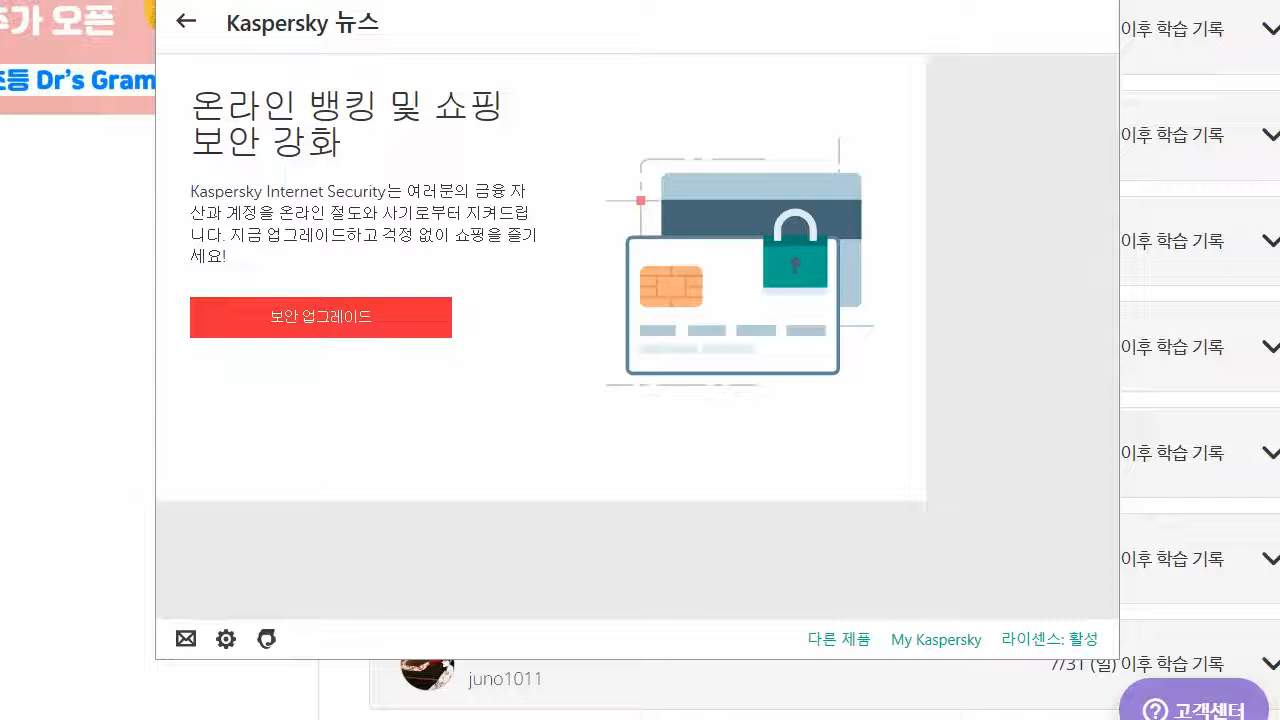 추가 오픈
초등 Dr's Gram
Kaspersky 뉴스
온라인 뱅킹 및 쇼핑
보안 강화
Kaspersky Internet Security는 여러분의 금융 자
산과 계정을 온라인 절도와 사기로부터 지켜드립
니다. 지금 업그레이드하고 걱정 없이 쇼핑을 즐기
세요!
보안 업그레이드
다른 제품
My Kaspersky
라이센스: 활성
이후 학습 기록
이후 학습 기록
이후 학습 기록
이후 학습 기록
이후 학습 기록
이후 학습 기록
juno1011
7/31 (일) 이후 학습 기록
고객센터